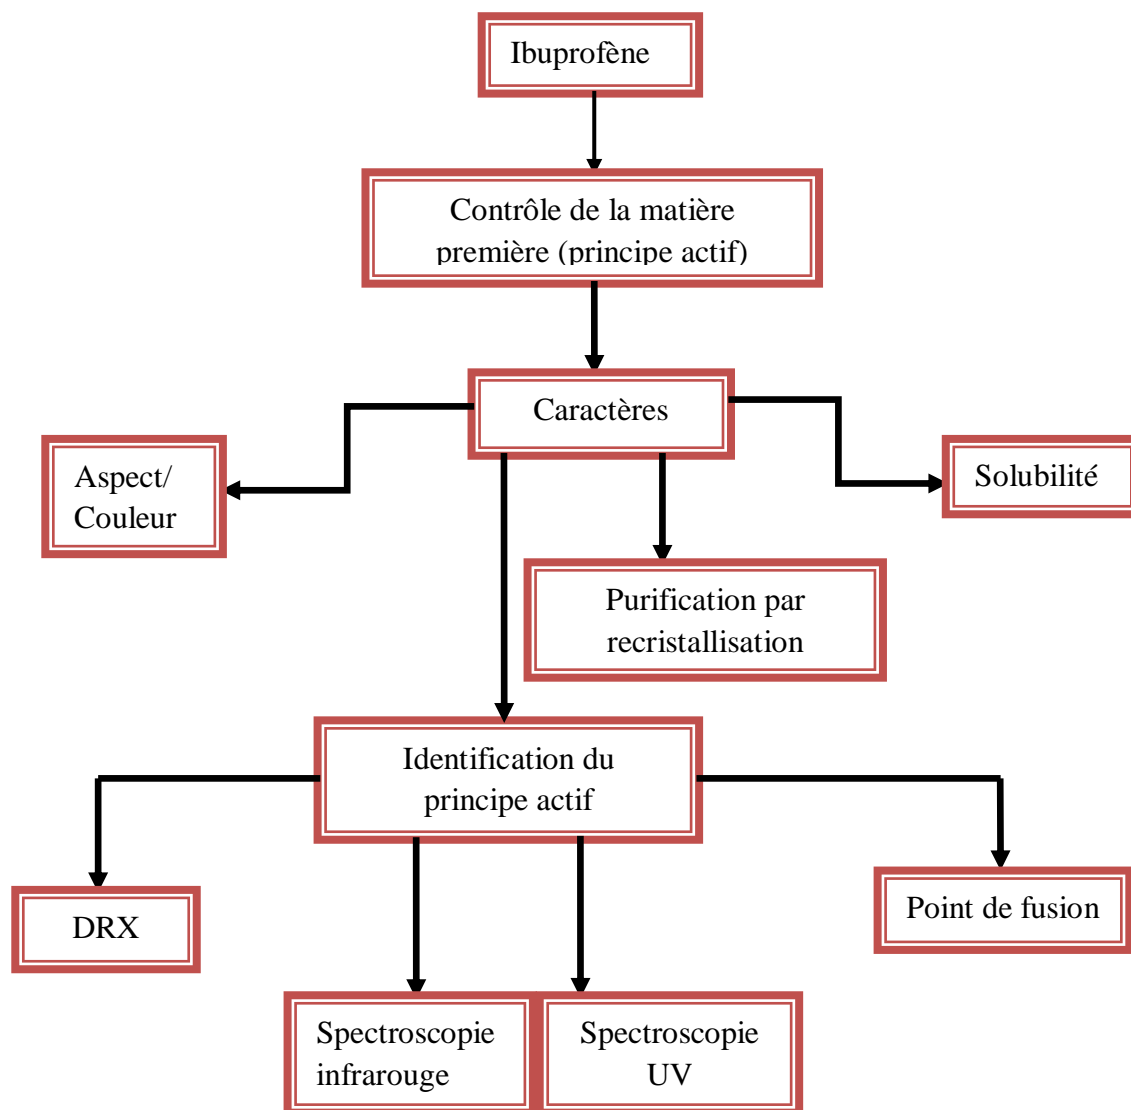 Ibuprofène
Contrôle de la matière
première (principe actif)
Caractères
Aspect/
Couleur
Solubilité
Purification par
recristallisation
Identification du
principe actif
DRX
Point de fusion
Spectroscopie
infrarouge
Spectroscopie
UV